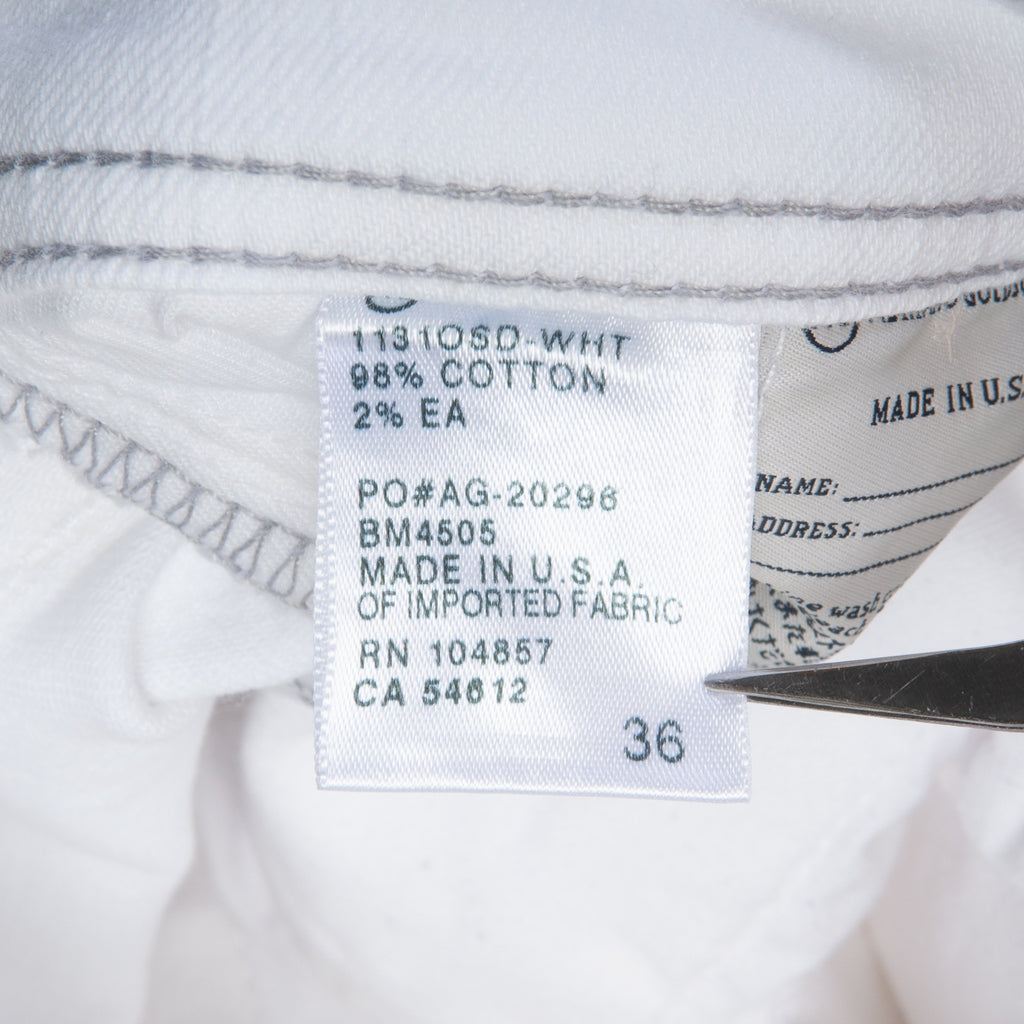 1131OSD-WHT
98% COTTON
2% EA
PO#AG-20296
BM4505
MADE IN U.S.A.
OF IMPORTED FABRIC
RN 104857
CA 54612
36
MADE IN U.S.
NAME:
ADDRESS:
wash